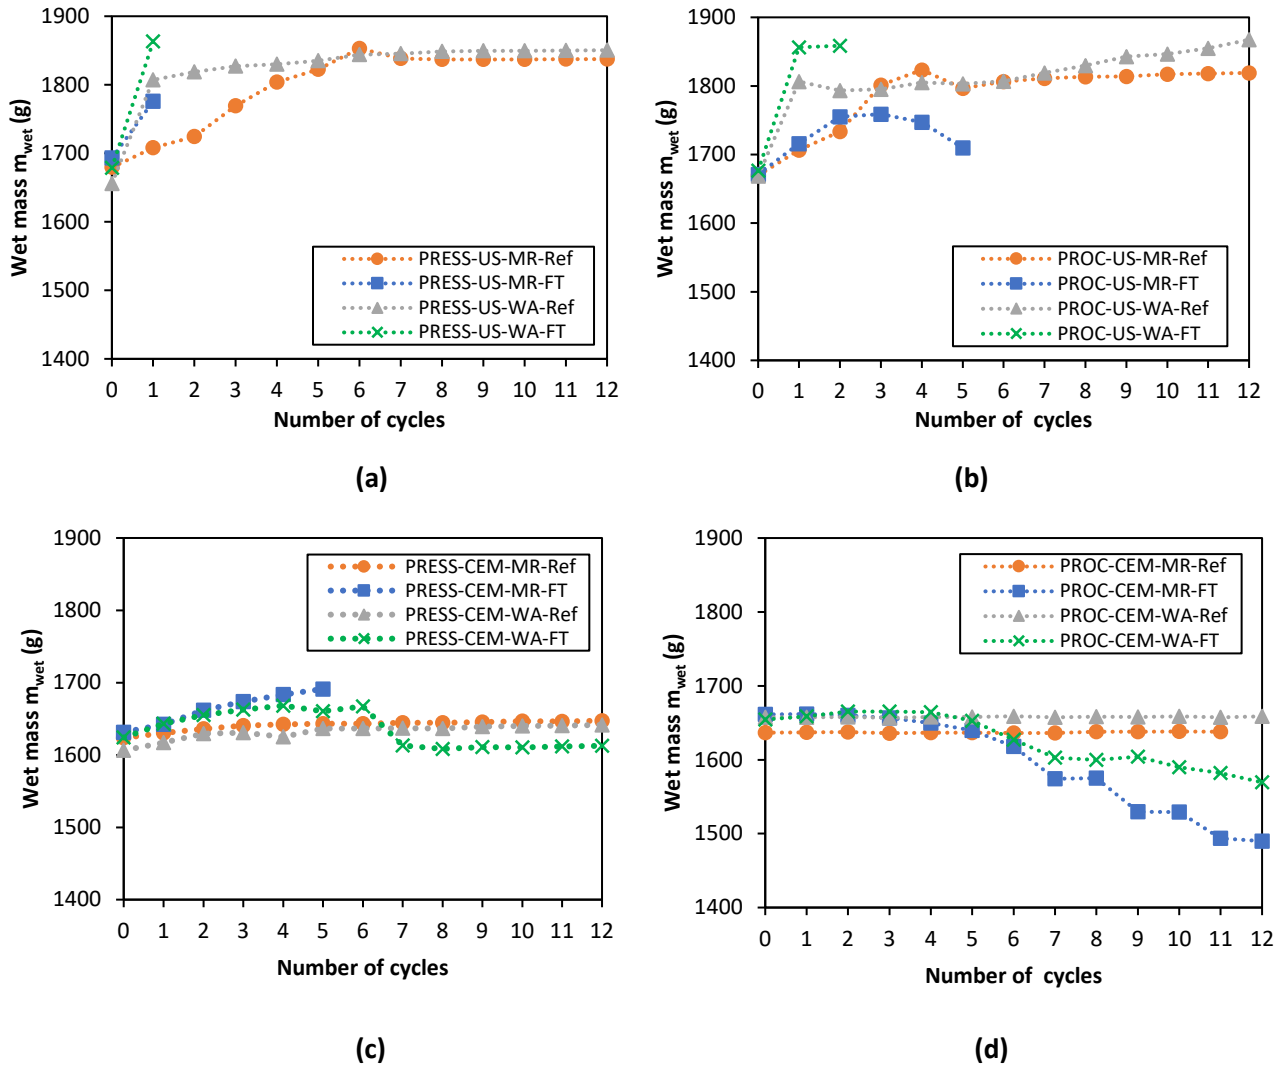 1900
1800
1700
1600
1500
1400
Wet mass m_wet (g)
PRESS-US-MR-Ref
PRESS-US-MR-FT
PRESS-US-WA-Ref
PRESS-US-WA-FT
0 1 2 3 4 5 6 7 8 9 10 11 12
Number of cycles
(a)
1900
1800
1700
1600
1500
1400
Wet mass m_wet (g)
PROC-US-MR-Ref
PROC-US-MR-FT
PROC-US-WA-Ref
PROC-US-WA-FT
0 1 2 3 4 5 6 7 8 9 10 11 12
Number of cycles
(b)
1900
1800
1700
1600
1500
1400
Wet mass m_wet (g)
PRESS-CEM-MR-Ref
PRESS-CEM-MR-FT
PRESS-CEM-WA-Ref
PRESS-CEM-WA-FT
0 1 2 3 4 5 6 7 8 9 10 11 12
Number of cycles
(c)
1900
1800
1700
1600
1500
1400
Wet mass m_wet (g)
PROC-CEM-MR-Ref
PROC-CEM-MR-FT
PROC-CEM-WA-Ref
PROC-CEM-WA-FT
0 1 2 3 4 5 6 7 8 9 10 11 12
Number of cycles
(d)